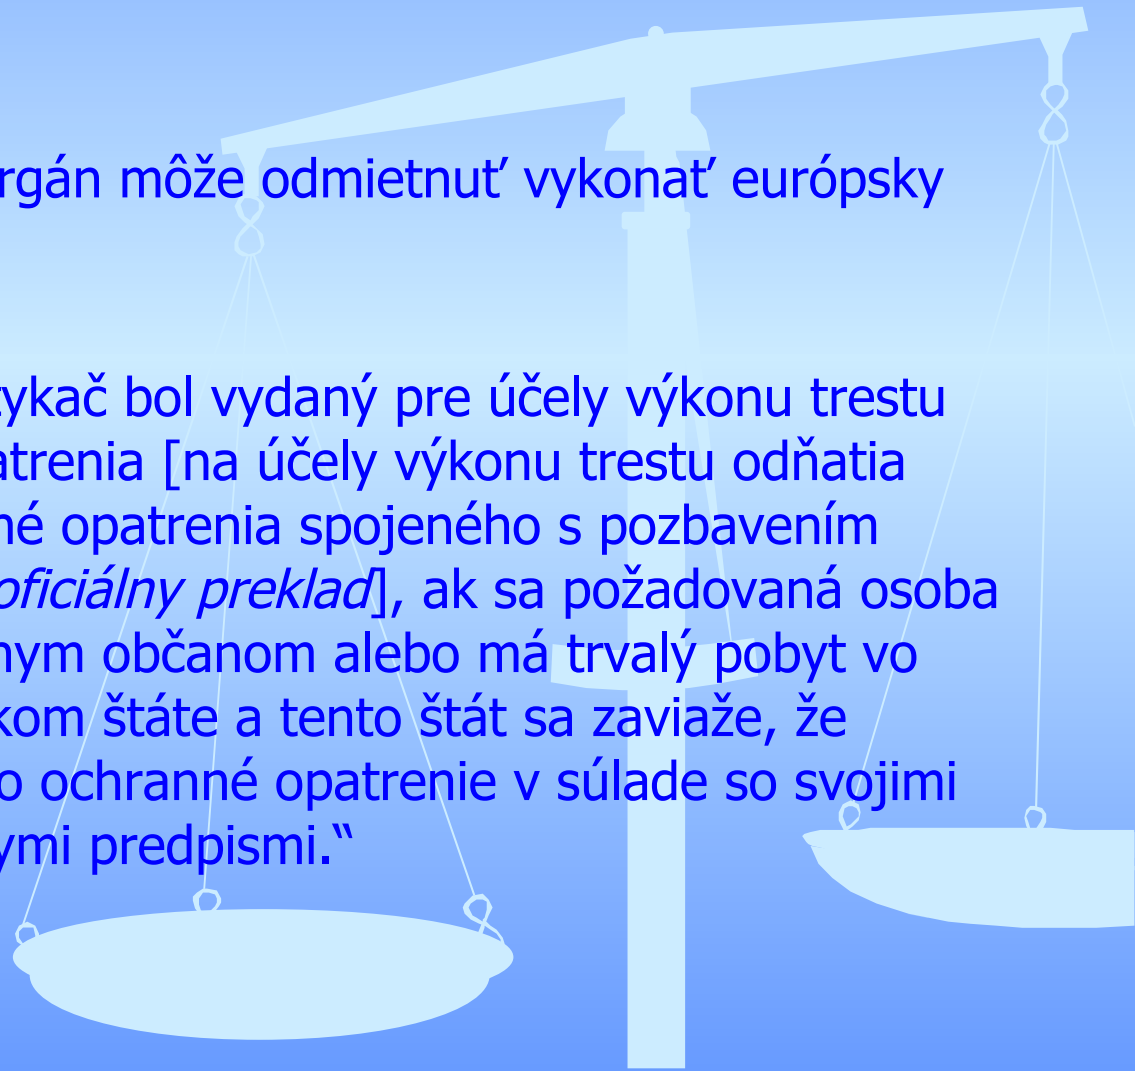 rgán môže odmietnuť vykonať európsky
tykač bol vydaný pre účely výkonu trestu
atrenia [na účely výkonu trestu odňatia
né opatrenia spojeného s pozbavením
oficiálny preklad], ak sa požadovaná osoba
nym občanom alebo má trvalý pobyt vo
kom štáte a tento štát sa zaviaže, že
o ochranné opatrenie v súlade so svojimi
ymi predpismi.“